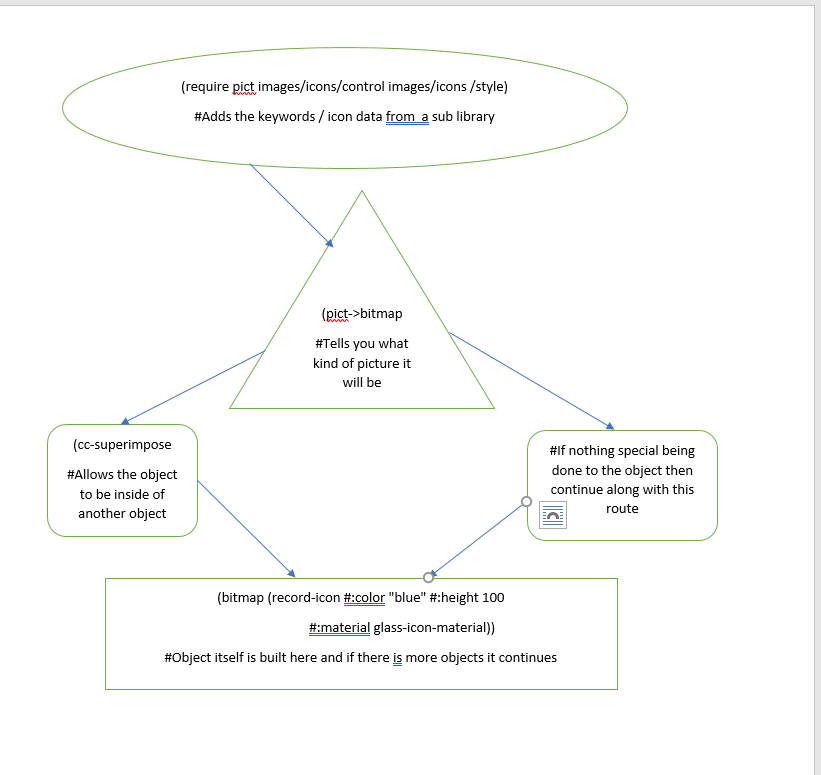 (require pict images/icons/control images/icons /style)
#Adds the keywords / icon data from  a sub library
(pict->bitmap
#Tells you what
kind of picture it
will be
(cc-superimpose
#Allows the object
to be inside of
another object
#If nothing special being
done to the object then
continue along with this
route
(bitmap (record-icon #:color "blue" #:height 100
#:material glass-icon-material))
#Object itself is built here and if there is more objects it continues